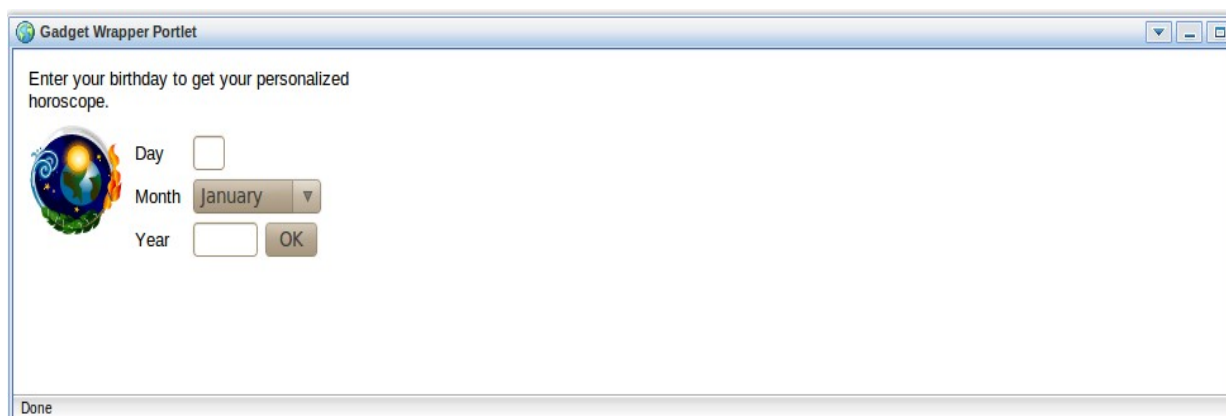 Gadget Wrapper Portlet
Enter your birthday to get your personalized
horoscope.
Day
Month January
Year OK
Done